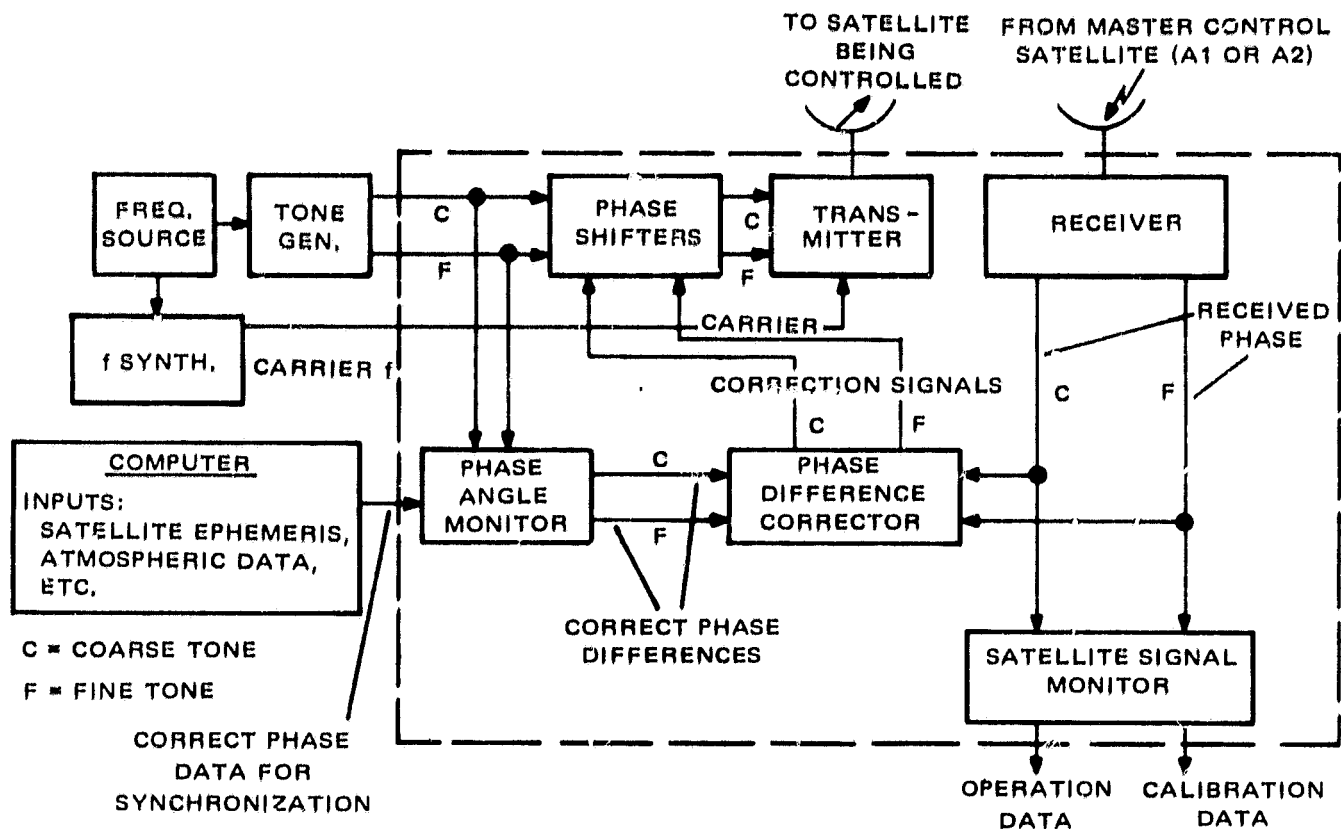 TO SATELLITE
BEING
CONTROLLED
FROM MASTER CONTROL
SATELLITE (A1 OR A2)
FREQ.
SOURCE
TONE
GEN.
C
F
PHASE
SHIFTERS
C
F
TRANS-
MITTER
RECEIVER
f SYNTH.
CARRIER f
CARRIER
RECEIVED
PHASE
CORRECTION SIGNALS
C
F
C
F
COMPUTER
INPUTS:
SATELLITE EPHEMERIS,
ATMOSPHERIC DATA,
ETC.
PHASE
ANGLE
MONITOR
C
F
PHASE
DIFFERENCE
CORRECTOR
C = COARSE TONE
F = FINE TONE
CORRECT PHASE
DIFFERENCES
SATELLITE SIGNAL
MONITOR
CORRECT PHASE
DATA FOR
SYNCHRONIZATION
OPERATION
DATA
CALIBRATION
DATA